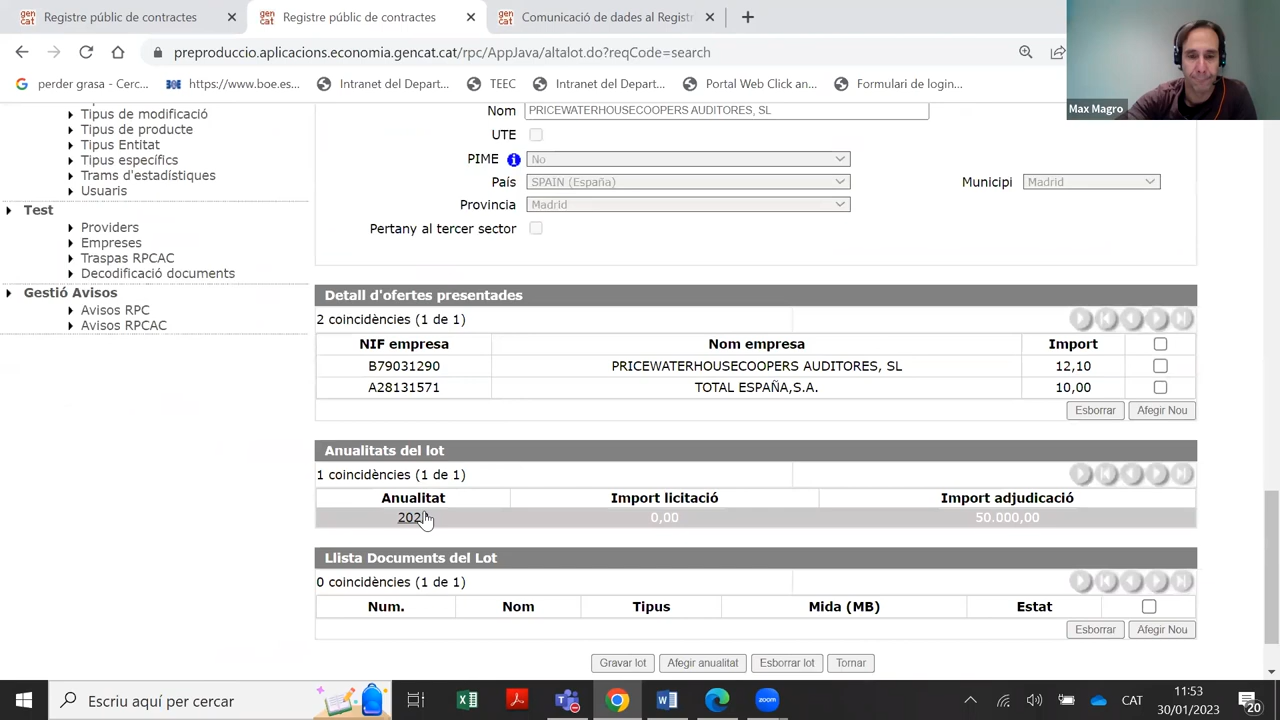 Registre públic de contractes
Registre públic de contractes
Comunicació de dades al Registr
preproduccio.aplicacions.economia.gencat.cat/rpc/AppJava/altalot.do?reqCode=search
perder grasa - Cerc...
https://www.boe.es...
Intranet del Depart...
TEEC
Intranet del Depart...
Portal Web Click an...
Formulari de login...
Max Magro
Tipus de modificació
Tipus de producte
Tipus Entitat
Tipus específics
Trams d'estadístiques
Usuaris
Test
Providers
Empreses
Traspas RPCAC
Decodificació documents
Gestió Avisos
Avisos RPC
Avisos RPCAC
Nom PRICEWATERHOUSECOOPERS AUDITORES, SL
UTE
PIME No
País SPAIN (España) Municipi Madrid
Provincia Madrid
Pertany al tercer sector
Detall d'ofertes presentades
2 coincidències (1 de 1)
NIF empresa Nom empresa Import
B79031290 PRICEWATERHOUSECOOPERS AUDITORES, SL 12,10
A28131571 TOTAL ESPAÑA,S.A. 10,00
Esborrar Afegir Nou
Anualitats del lot
1 coincidències (1 de 1)
Anualitat Import licitació Import adjudicació
0,00 50.000,00
Llista Documents del Lot
0 coincidències (1 de 1)
Num. Nom Tipus Mida (MB) Estat
Esborrar Afegir Nou
Gravar lot Afegir anualitat Esborrar lot Tornar
Escriu aquí per cercar
CAT
11:53
30/01/2023
20